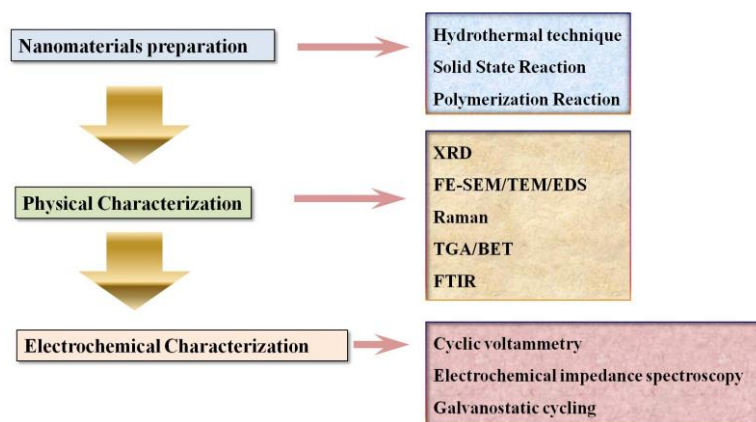 Nanomaterials preparation
Hydrothermal technique
Solid State Reaction
Polymerization Reaction
Physical Characterization
XRD
FE-SEM/TEM/EDS
Raman
TGA/BET
FTIR
Electrochemical Characterization
Cyclic voltammetry
Electrochemical impedance spectroscopy
Galvanostatic cycling